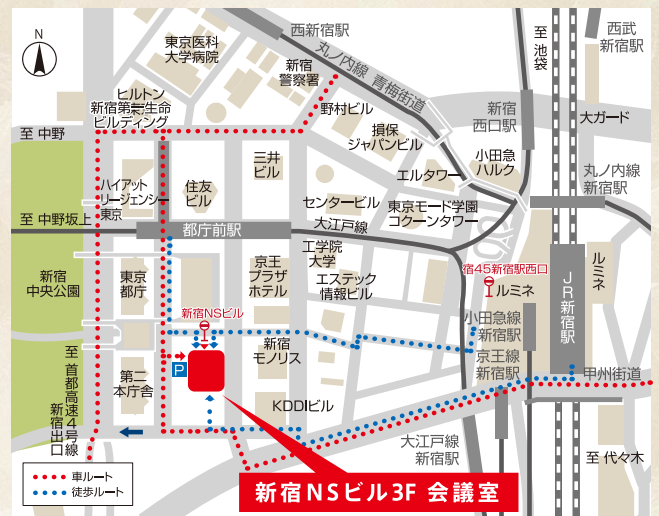 N
西新宿駅
丸ノ内線 青梅街道
至
池袋
西武
新宿駅
東京医科
大学病院
新宿
警察署
ヒルトン
新宿第一生命
ビルディング
野村ビル
新宿
西口駅
大ガード
至 中野
損保
ジャパンビル
小田急
ハルク
三井
ビル
エルタワー
丸ノ内線
新宿駅
ハイアット
リージェンシー
東京
住友
ビル
センタービル
東京モード学園
コクーンタワー
至 中野坂上
都庁前駅
大江戸線
工学院
大学
新宿
中央公園
東京
都庁
京王
プラザ
ホテル
エステック
情報ビル
宿45新宿駅西口
ルミネ
ルミネ
JR新宿駅
新宿NSビル
小田急線
新宿駅
新宿
モノリス
京王線
新宿駅
至 首都高速4号線
新宿出口
第二
本庁舎
P
甲州街道
KDDIビル
大江戸線
新宿駅
至 代々木
車ルート
徒歩ルート
新宿NSビル3F 会議室